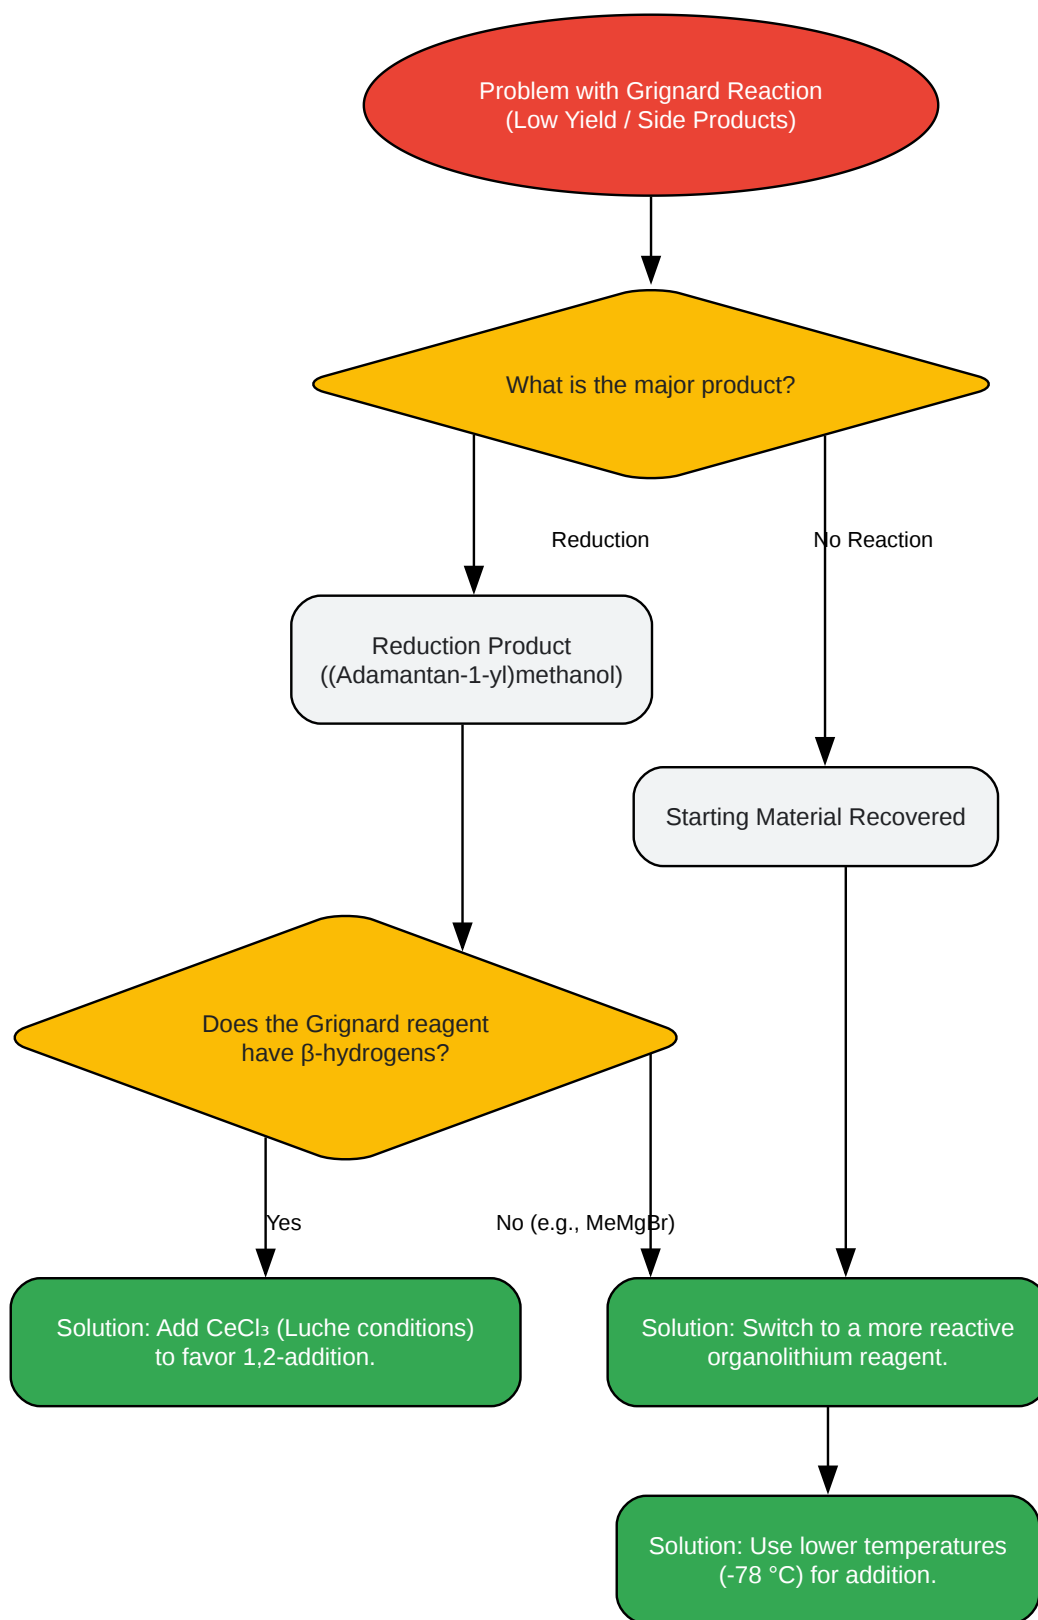 Problem with Grignard Reaction
(Low Yield / Side Products)
What is the major product?
Reduction
No Reaction
Reduction Product
((Adamantan-1-yl)methanol)
Starting Material Recovered
Does the Grignard reagent
have β-hydrogens?
Yes
No (e.g., MeMgBr)
Solution: Add CeCl₃ (Luche conditions)
to favor 1,2-addition.
Solution: Switch to a more reactive
organolithium reagent.
Solution: Use lower temperatures
(-78 °C) for addition.